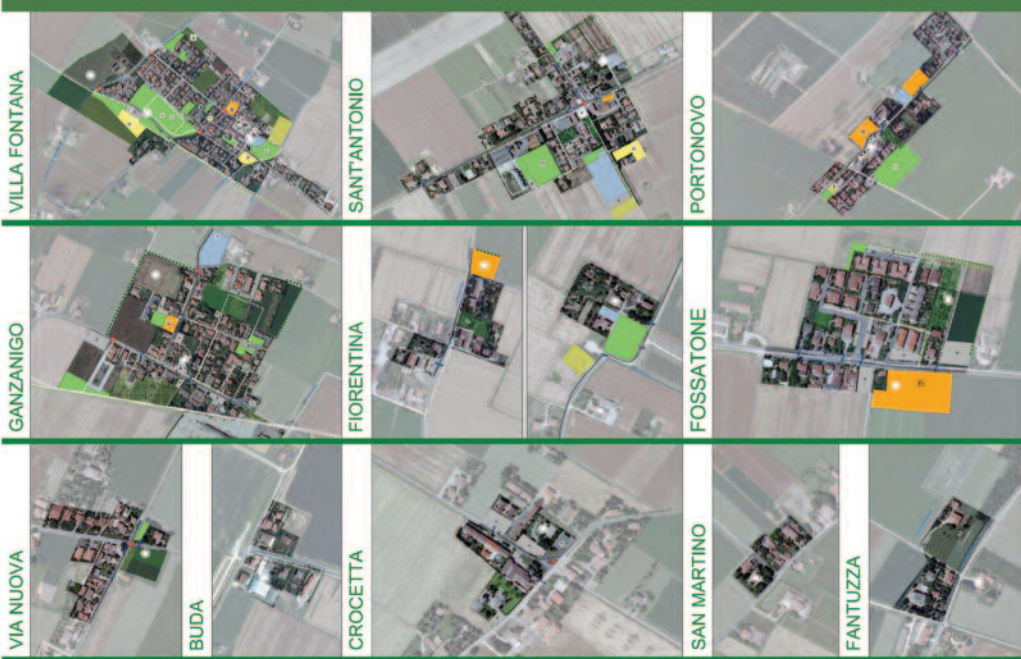 VILLA FONTANA
SANT'ANTONIO
PORTONOVO
GANZANIGO
FIORENTINA
FOSSATONE
VIA NUOVA
BUDA
CROCETTA
SAN MARTINO
FANTUZZA